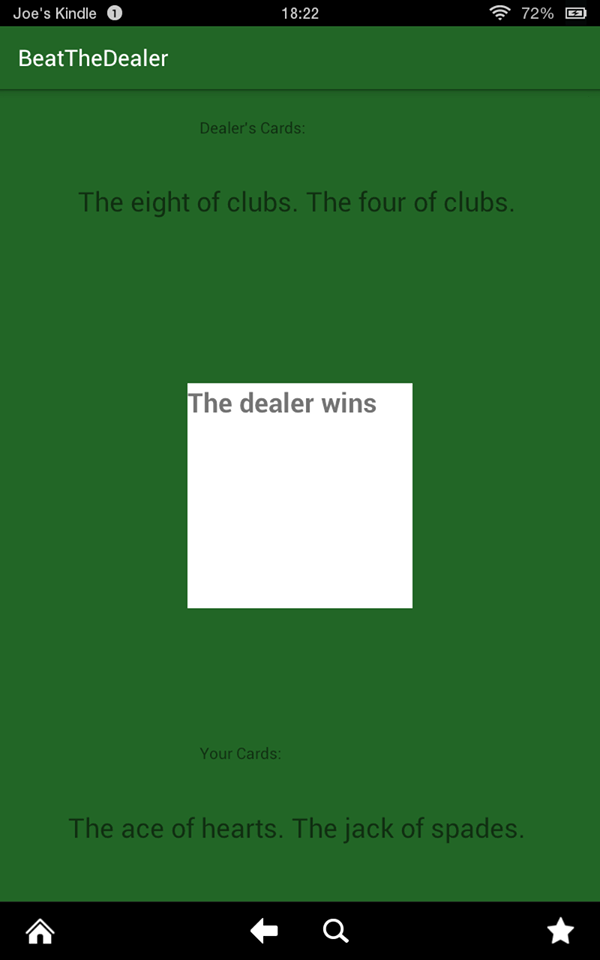 Joe's Kindle 1 18:22 72%
BeatTheDealer
Dealer's Cards:
The eight of clubs. The four of clubs.
The dealer wins
Your Cards:
The ace of hearts. The jack of spades.